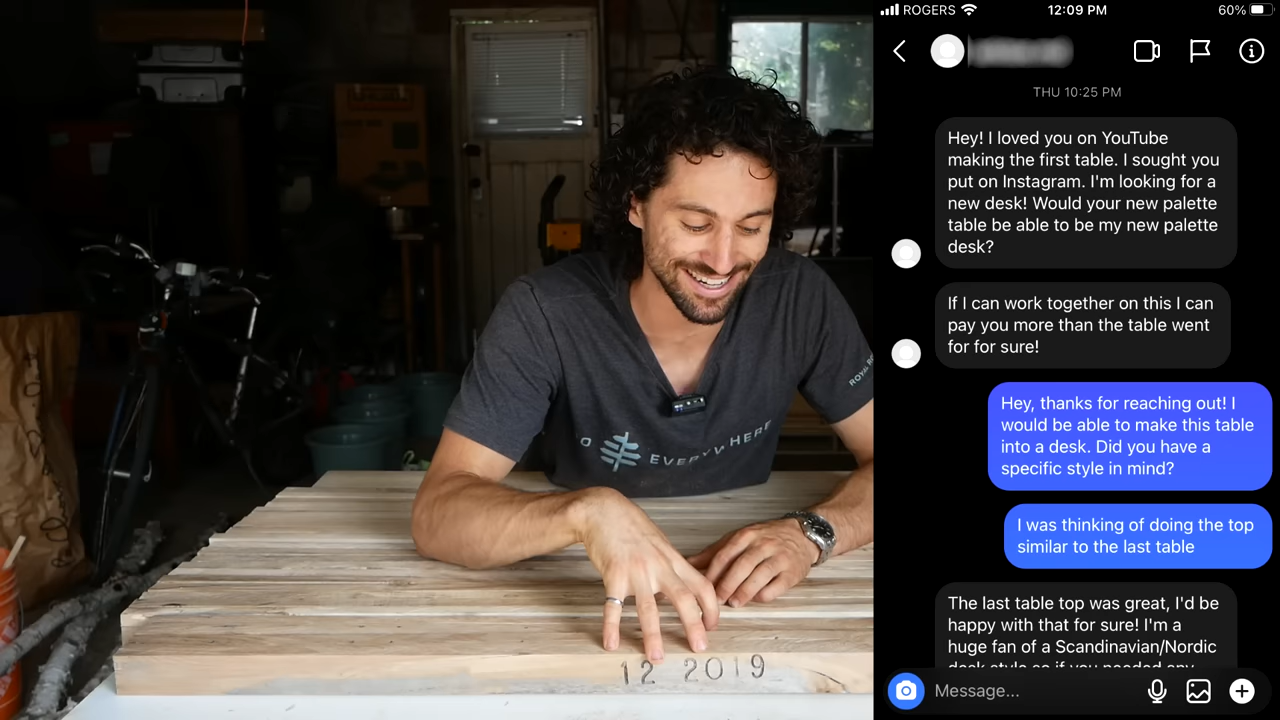 EVERYWHERE
12 2019
ROGERS
12:09 PM
60%
THU 10:25 PM
Hey! I loved you on YouTube
making the first table. I sought you
put on Instagram. I'm looking for a
new desk! Would your new palette
table be able to be my new palette
desk?
If I can work together on this I can
pay you more than the table went
for for sure!
Hey, thanks for reaching out! I
would be able to make this table
into a desk. Did you have a
specific style in mind?
I was thinking of doing the top
similar to the last table
The last table top was great, I'd be
happy with that for sure! I'm a
huge fan of a Scandinavian/Nordic
Message...